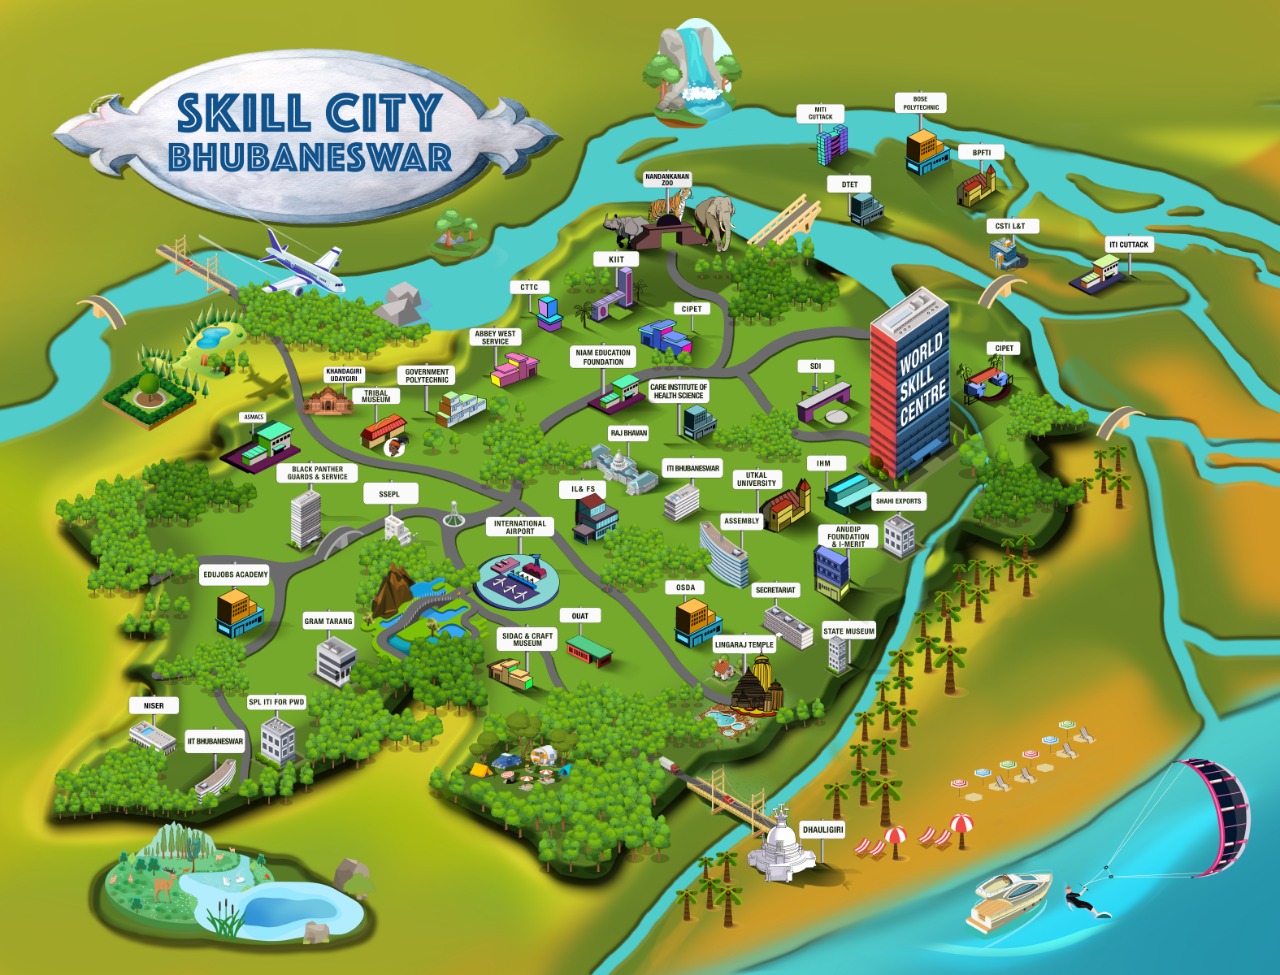 SKILL CITY
BHUBANESWAR
MITI
CUTTACK
BOSE
POLYTECHNIC
BPFTI
NANDANKANAN
ZOO
DTET
CSTI L&T
ITI CUTTACK
KIIT
CTTC
CIPET
ABBEY WEST
SERVICE
NIAM EDUCATION
FOUNDATION
CIPET
WORLD
SKILL
CENTRE
SDI
KHANDAGIRI
UDAYGIRI
GOVERNMENT
POLYTECHNIC
TRIBAL
MUSEUM
CARE INSTITUTE OF
HEALTH SCIENCE
ASMACS
RAJ BHAVAN
BLACK PANTHER
GUARDS & SERVICE
ITI BHUBANESWAR
IHM
UTKAL
UNIVERSITY
SSEPL
IL& FS
SHAHI EXPORTS
INTERNATIONAL
AIRPORT
ASSEMBLY
ANUDIP
FOUNDATION
& I-MERIT
EDUJOBS ACADEMY
OSDA
SECRETARIAT
GRAM TARANG
OUAT
SIDAC & CRAFT
MUSEUM
STATE MUSEUM
LINGARAJ TEMPLE
NISER
SPL ITI FOR PWD
IIT BHUBANESWAR
DHAULIGIRI